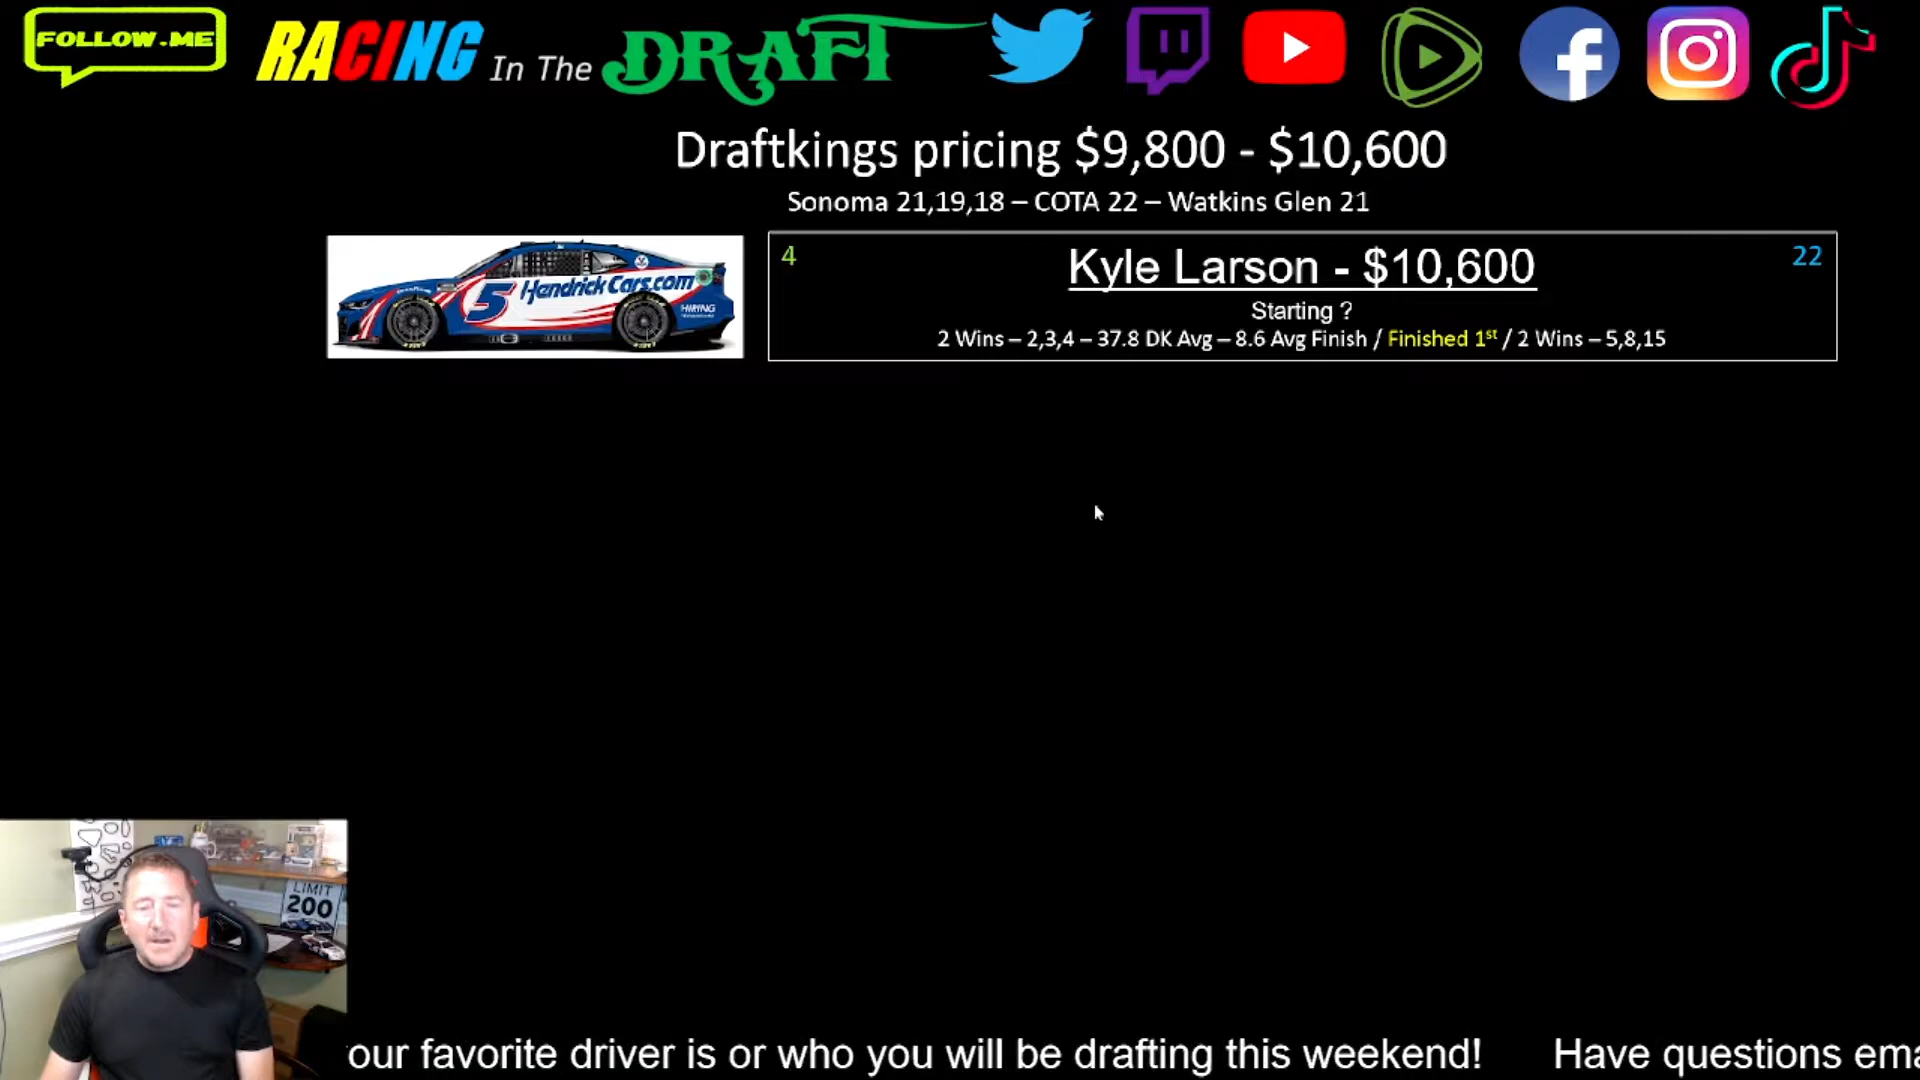 FOLLOW.ME
RACING In The DRAFT
Draftkings pricing $9,800 - $10,600
Sonoma 21,19,18 – COTA 22 – Watkins Glen 21
5 HendrickCars.com
4
Kyle Larson - $10,600
22
Starting ?
2 Wins – 2,3,4 – 37.8 DK Avg – 8.6 Avg Finish / Finished 1st / 2 Wins – 5,8,15
LIMIT
200
our favorite driver is or who you will be drafting this weekend! Have questions ema